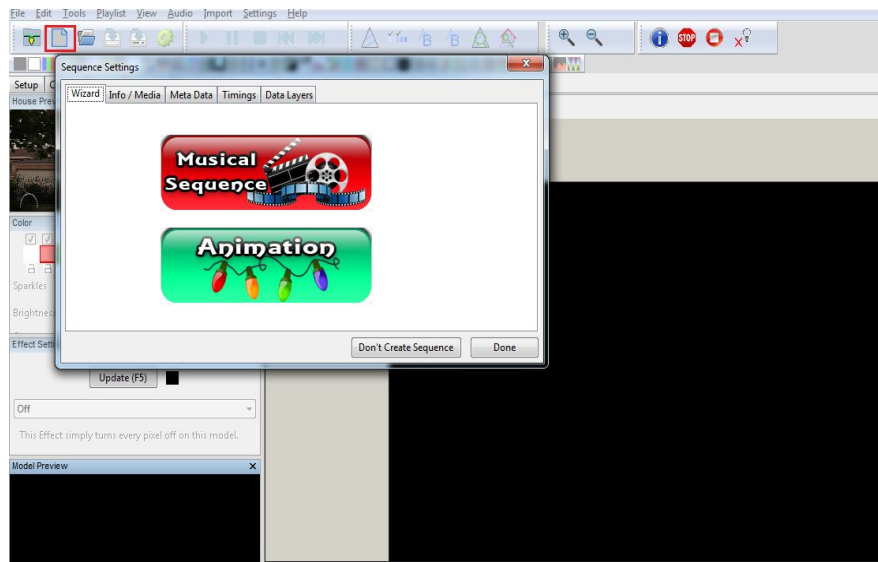 File Edit Tools Playlist View Audio Import Settings Help
STOP
Sequence Settings
Setup
House Prev
Wizard Info / Media Meta Data Timings Data Layers
Musical
Sequence
Animation
Color
Sparkles
Brightness
Effect Setti
Don't Create Sequence Done
Update (F5)
Off
This Effect simply turns every pixel off on this model.
Model Preview